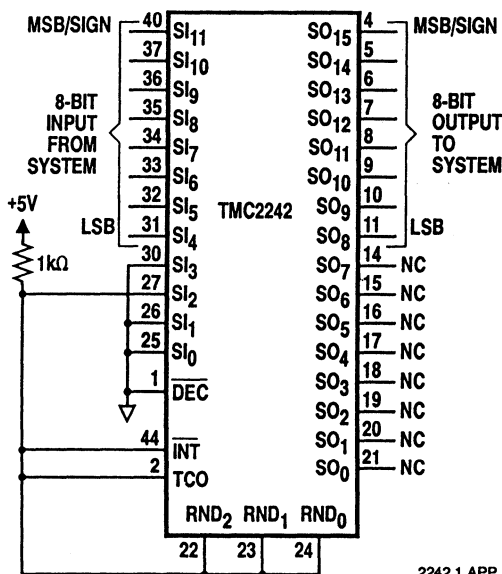 MSB/SIGN 40 SI11 SO15 4 MSB/SIGN
37 SI10 SO14 5
36 SI9 SO13 6
8-BIT INPUT FROM SYSTEM
35 SI8 SO12 7
8-BIT OUTPUT TO SYSTEM
34 SI7 SO11 8
33 SI6 SO10 9
32 SI5 TMC2242 SO9 10
+5V
LSB 31 SI4 SO8 11 LSB
1kΩ
30 SI3 SO7 14 NC
27 SI2 SO6 15 NC
26 SI1 SO5 16 NC
25 SI0 SO4 17 NC
1 DEC SO3 18 NC
SO2 19 NC
44 INT SO1 20 NC
2 TCO SO0 21 NC
RND2 RND1 RND0
22 23 24
2242 1 APP